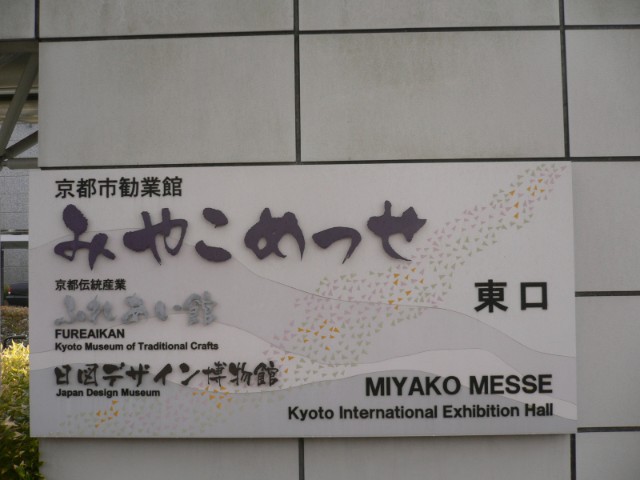 京都市勧業館
みやこめっせ
京都伝統産業
ふれあい館
FUREAIKAN
Kyoto Museum of Traditional Crafts
日図デザイン博物館
Japan Design Museum
東口
MIYAKO MESSE
Kyoto International Exhibition Hall